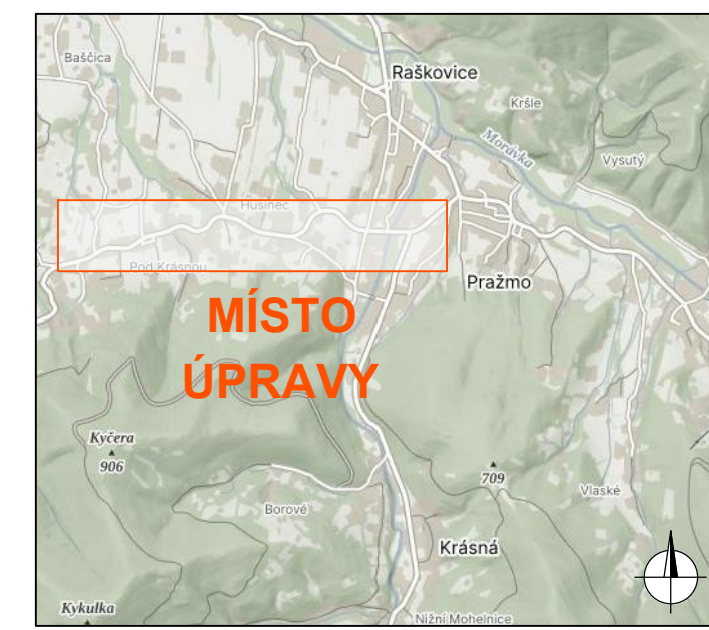 Baščica
Raškovice
Kršle
Morávka
Vysutý
Husinec
Pod Krásnou
Pražmo
MÍSTO
ÚPRAVY
Kyčera
906
709
Vlaské
Borové
Krásná
Kykulka
Nižní Mohelnice